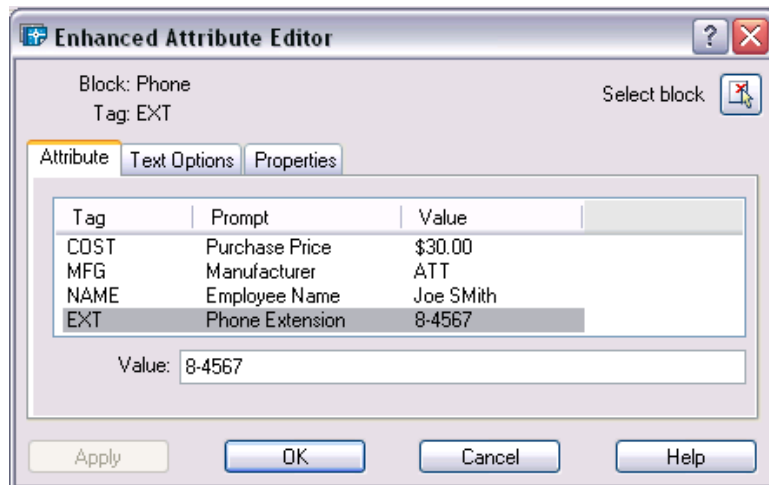 Enhanced Attribute Editor
Block: Phone
Select block
Tag: EXT
Attribute Text Options Properties
Tag Prompt Value
COST Purchase Price $30.00
MFG Manufacturer ATT
NAME Employee Name Joe SMith
EXT Phone Extension 8-4567
Value: 8-4567
Apply OK Cancel Help